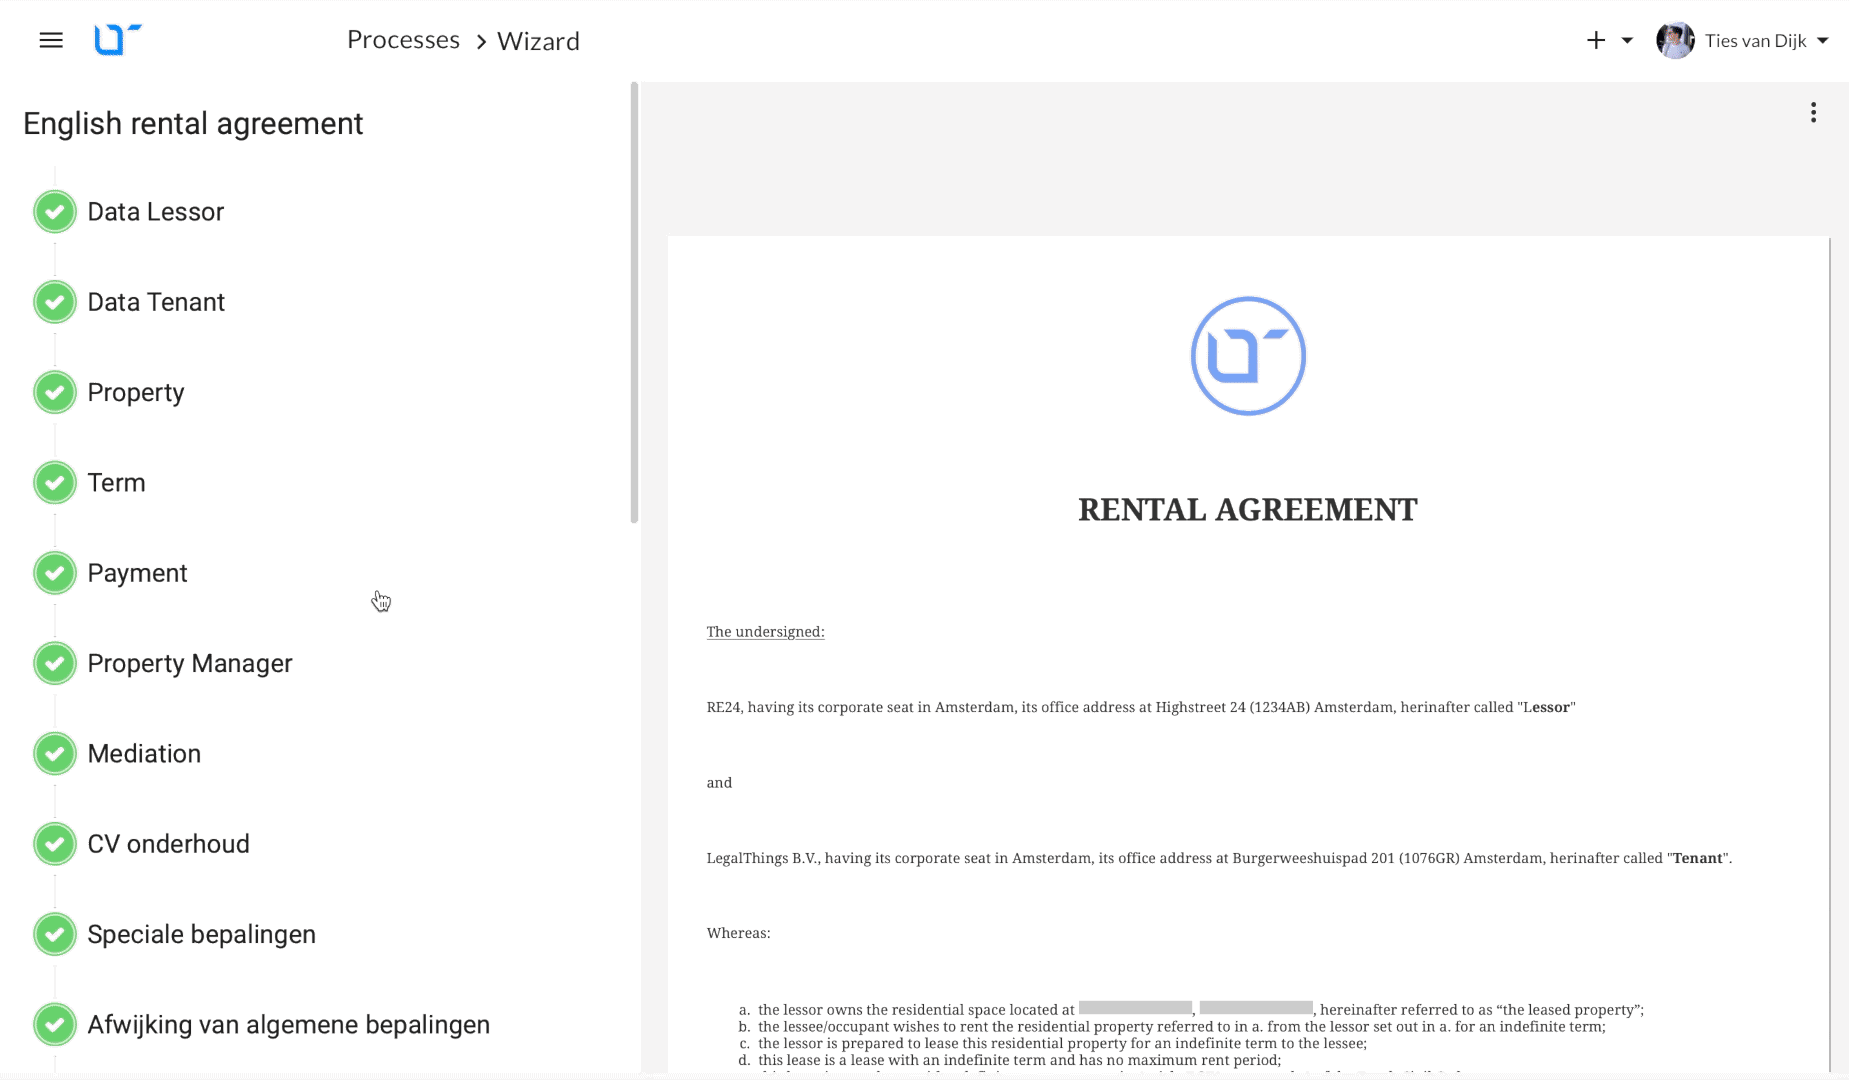 Processes > Wizard
Ties van Dijk
English rental agreement
Data Lessor
Data Tenant
Property
Term
Payment
Property Manager
Mediation
CV onderhoud
Speciale bepalingen
Afwijking van algemene bepalingen
RENTAL AGREEMENT
The undersigned:
RE24, having its corporate seat in Amsterdam, its office address at Highstreet 24 (1234AB) Amsterdam, herinafter called "Lessor"
and
LegalThings B.V., having its corporate seat in Amsterdam, its office address at Burgerweeshuispad 201 (1076GR) Amsterdam, herinafter called "Tenant".
Whereas:
a. the lessor owns the residential space located at , , hereinafter referred to as “the leased property”;
b. the lessee/occupant wishes to rent the residential property referred to in a. from the lessor set out in a. for an indefinite term;
c. the lessor is prepared to lease this residential property for an indefinite term to the lessee;
d. this lease is a lease with an indefinite term and has no maximum rent period;